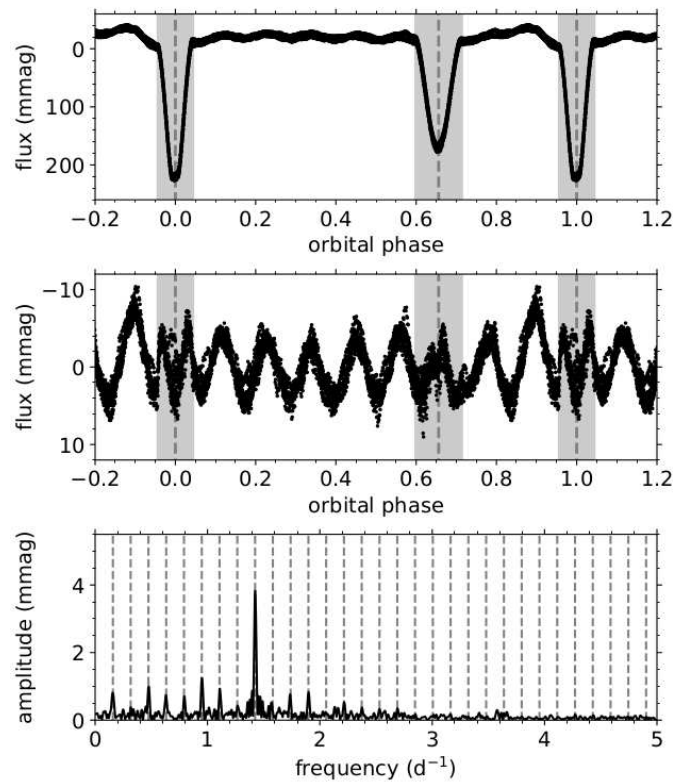 0
100
200
flux (mmag)
−0.2 0.0 0.2 0.4 0.6 0.8 1.0 1.2
orbital phase
−10
0
10
flux (mmag)
−0.2 0.0 0.2 0.4 0.6 0.8 1.0 1.2
orbital phase
4
2
0
amplitude (mmag)
0 1 2 3 4 5
frequency (d⁻¹)